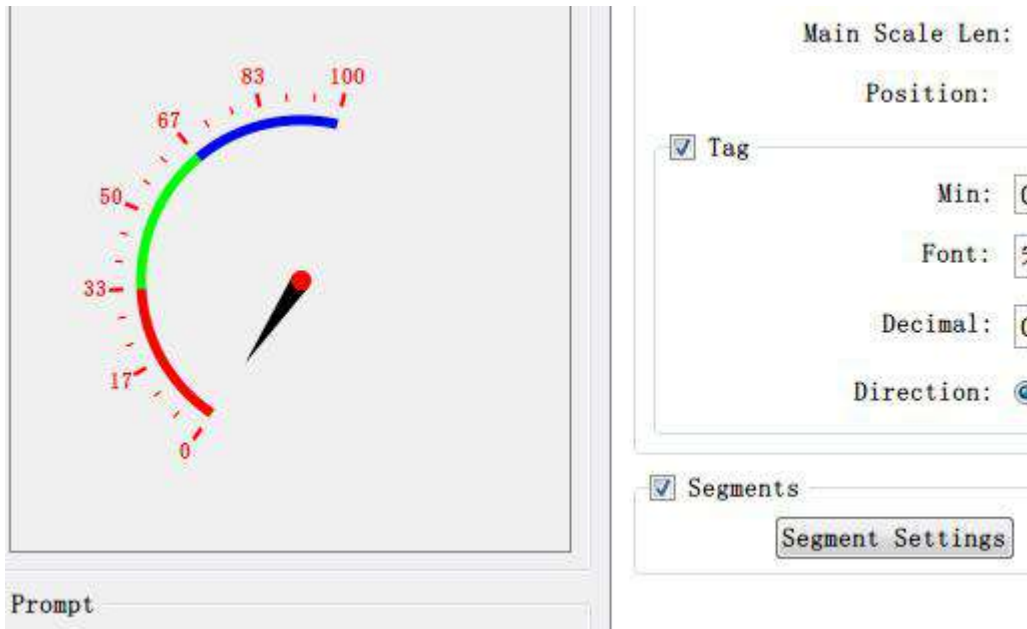 Main Scale Len:
83
100
Position:
67
Tag
50
Min:
Font:
33
Decimal:
17
Direction:
0
Segments
Segment Settings
Prompt